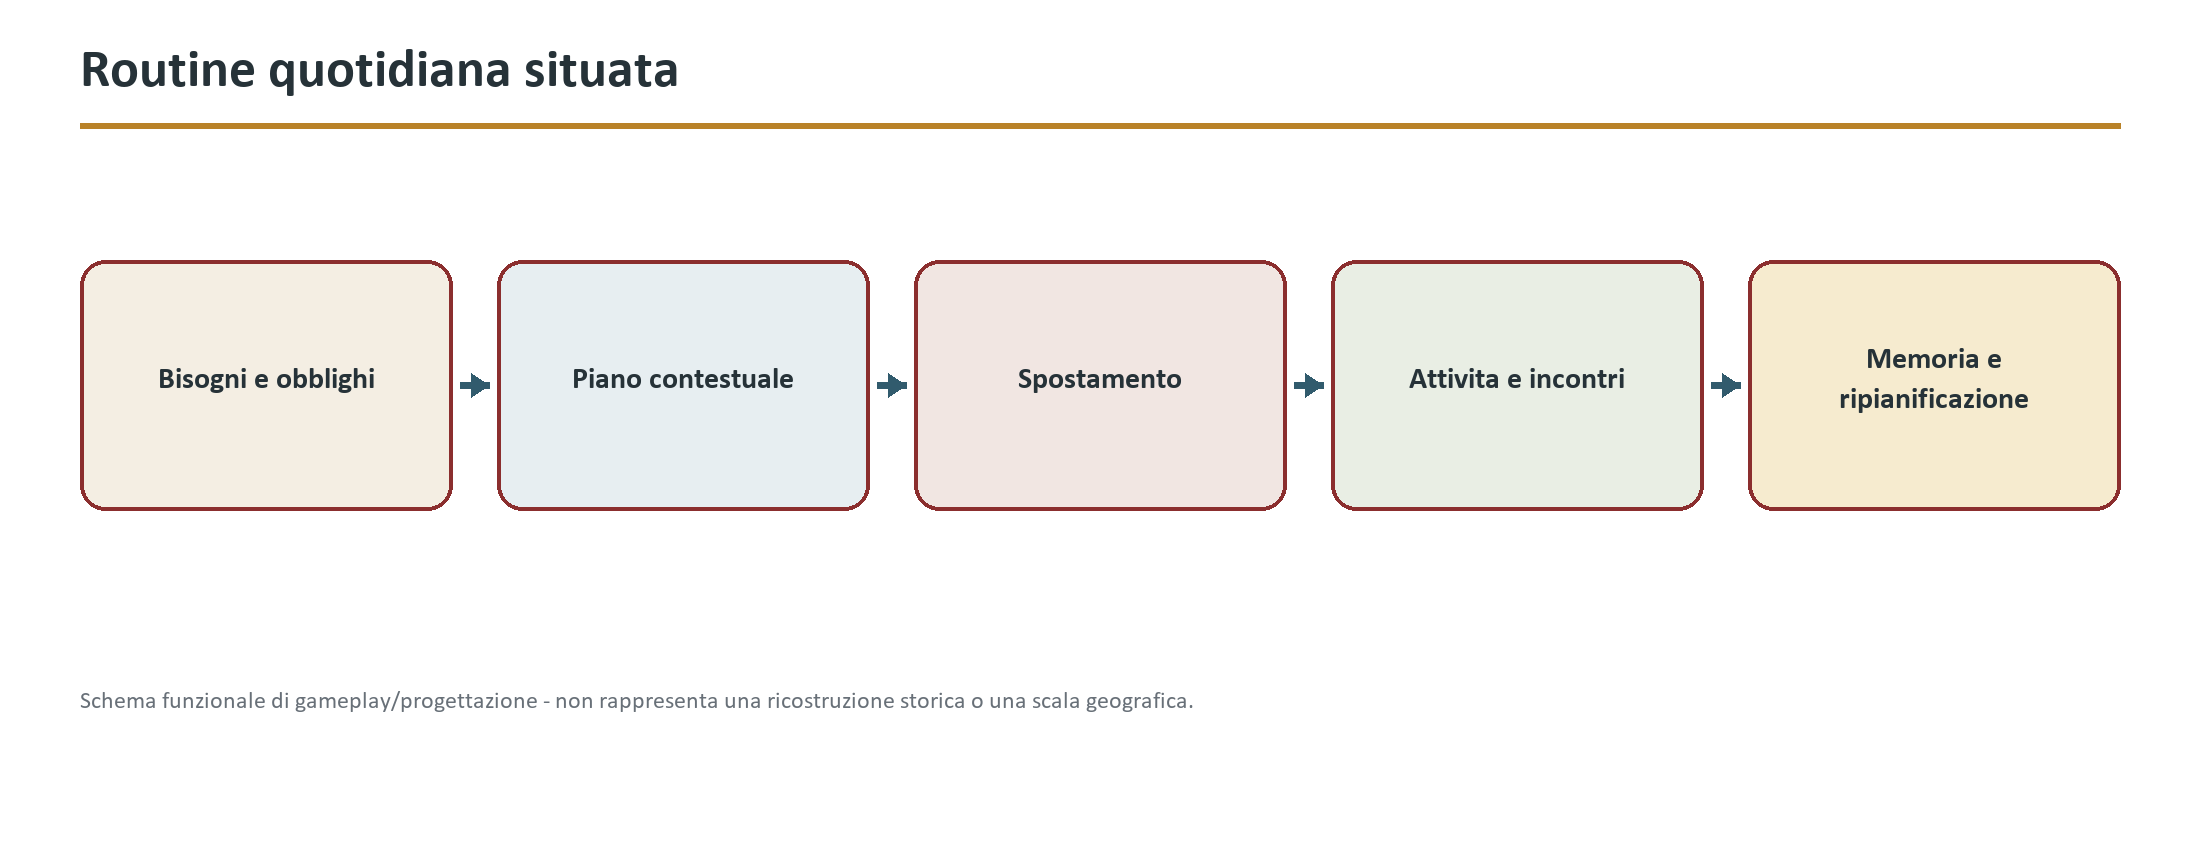 Routine quotidiana situata
Bisogni e obblighi
Piano contestuale
Spostamento
Attivita e incontri
Memoria e
ripianificazione
Schema funzionale di gameplay/progettazione - non rappresenta una ricostruzione storica o una scala geografica.